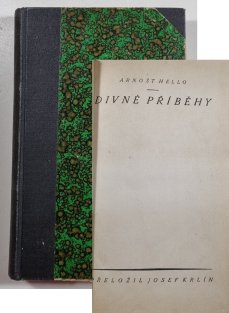 ARNOŠT HELLO
DIVNÉ PŘÍBĚHY
PŘELOŽIL JOSEF KRLÍN